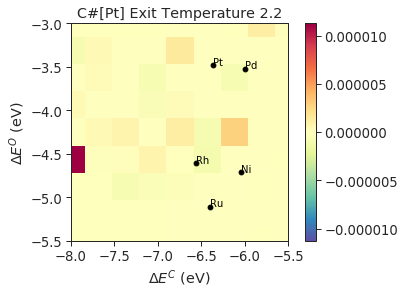 C#[Pt] Exit Temperature 2.2
−3.0
−3.5
−4.0
−4.5
−5.0
−5.5
ΔE^O (eV)
Pt
Pd
Rh
Ni
Ru
−8.0 −7.5 −7.0 −6.5 −6.0 −5.5
ΔE^C (eV)
0.000010
0.000005
0.000000
−0.000005
−0.000010